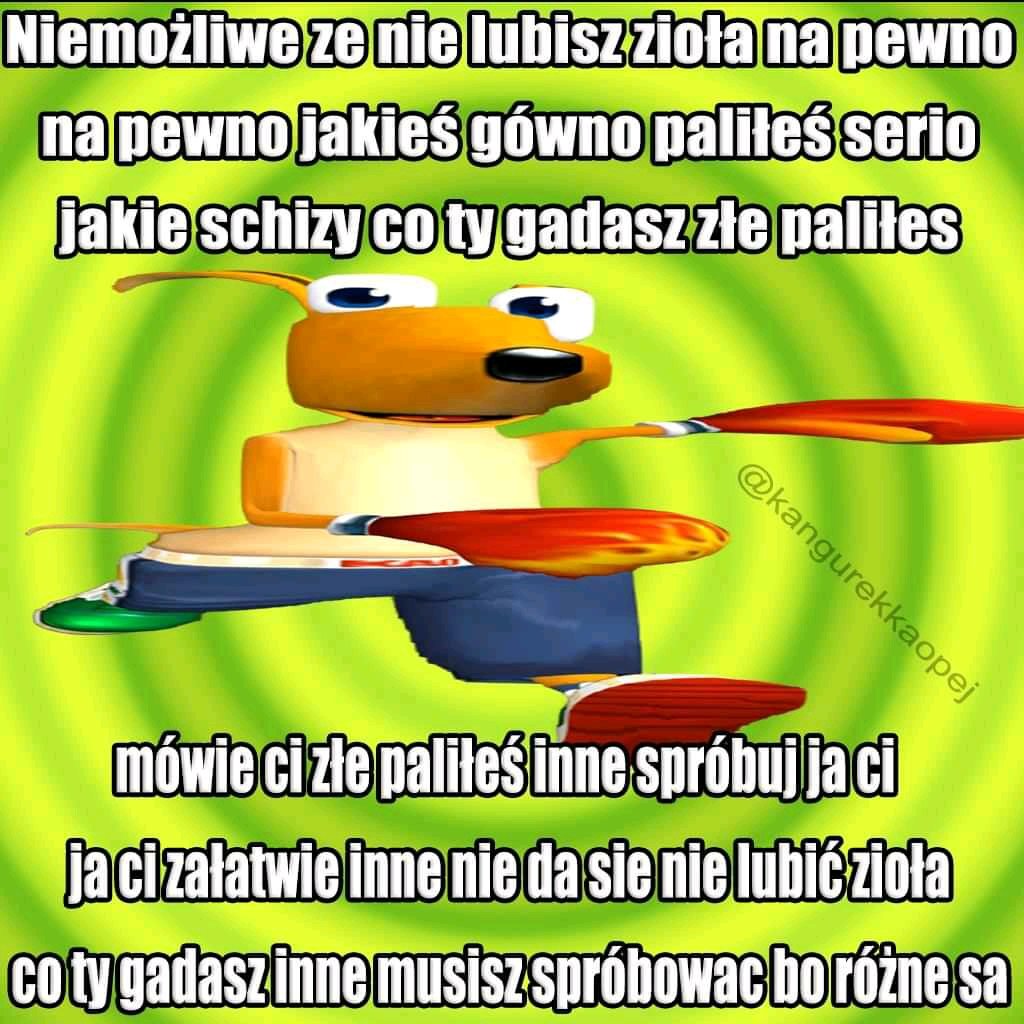 Niemożliwe ze nie lubisz zioła na pewno
na pewno jakieś gówno paliłeś serio
jakie schizy co ty gadasz złe paliłes
@kangurekkaopej
mówie ci złe paliłeś inne spróbuj ja ci
ja ci załatwie inne nie da sie nie lubić zioła
co ty gadasz inne musisz spróbowac bo różne sa